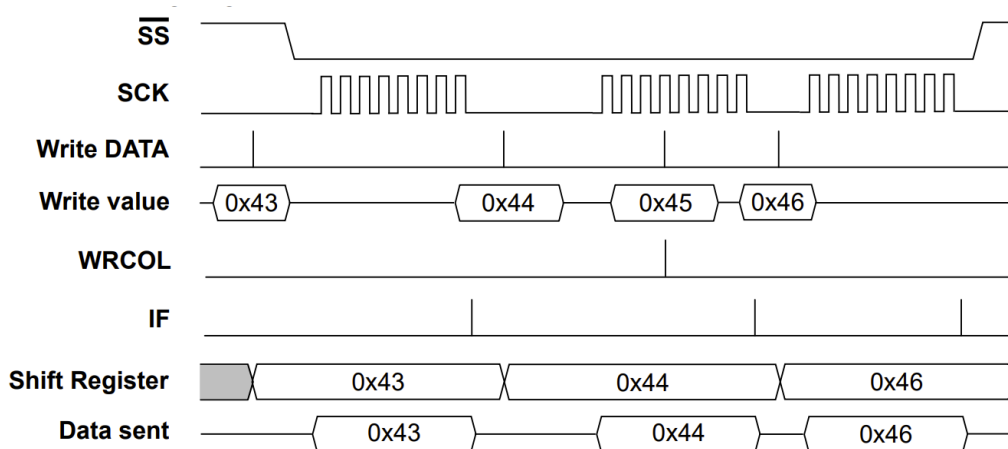 SS
SCK
Write DATA
Write value 0x43 0x44 0x45 0x46
WRCOL
IF
Shift Register 0x43 0x44 0x46
Data sent 0x43 0x44 0x46